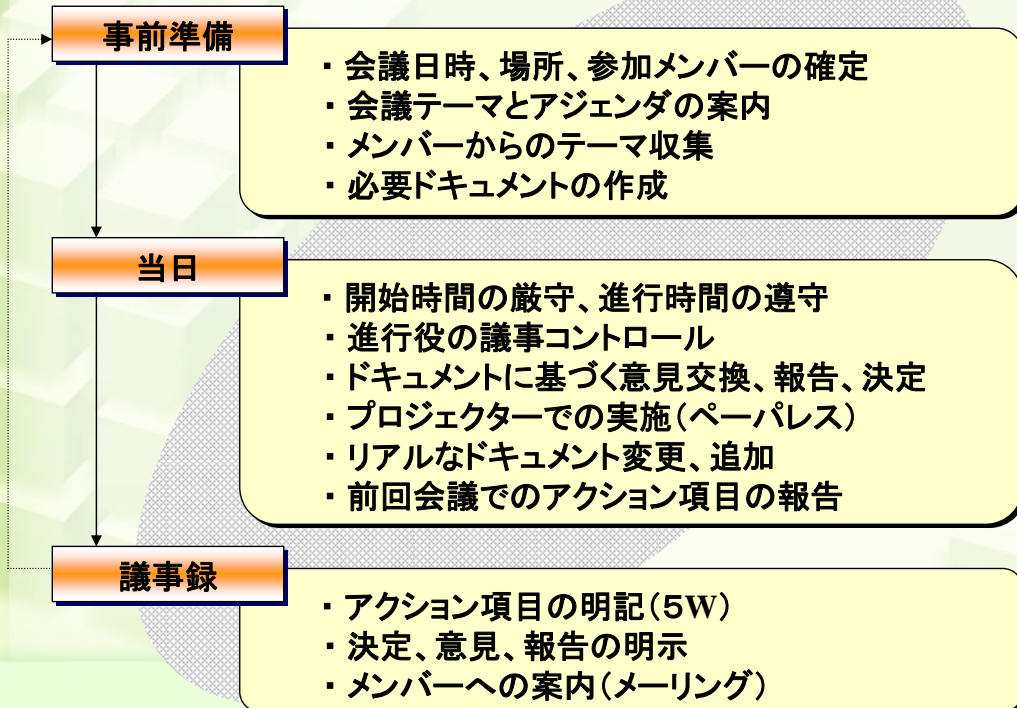 事前準備
・会議日時、場所、参加メンバーの確定
・会議テーマとアジェンダの案内
・メンバーからのテーマ収集
・必要ドキュメントの作成
当日
・開始時間の厳守、進行時間の遵守
・進行役の議事コントロール
・ドキュメントに基づく意見交換、報告、決定
・プロジェクターでの実施(ペーパレス)
・リアルなドキュメント変更、追加
・前回会議でのアクション項目の報告
議事録
・アクション項目の明記(5W)
・決定、意見、報告の明示
・メンバーへの案内(メーリング)